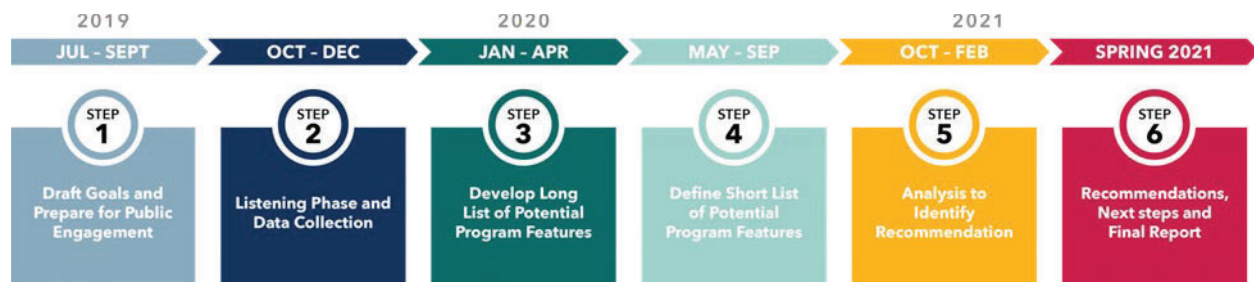 2019
2020
2021
JUL – SEPT
OCT – DEC
JAN – APR
MAY – SEP
OCT – FEB
SPRING 2021
STEP
1
Draft Goals and
Prepare for Public
Engagement
STEP
2
Listening Phase and
Data Collection
STEP
3
Develop Long
List of Potential
Program Features
STEP
4
Define Short List
of Potential
Program Features
STEP
5
Analysis to
Identify
Recommendation
STEP
6
Recommendations,
Next steps and
Final Report